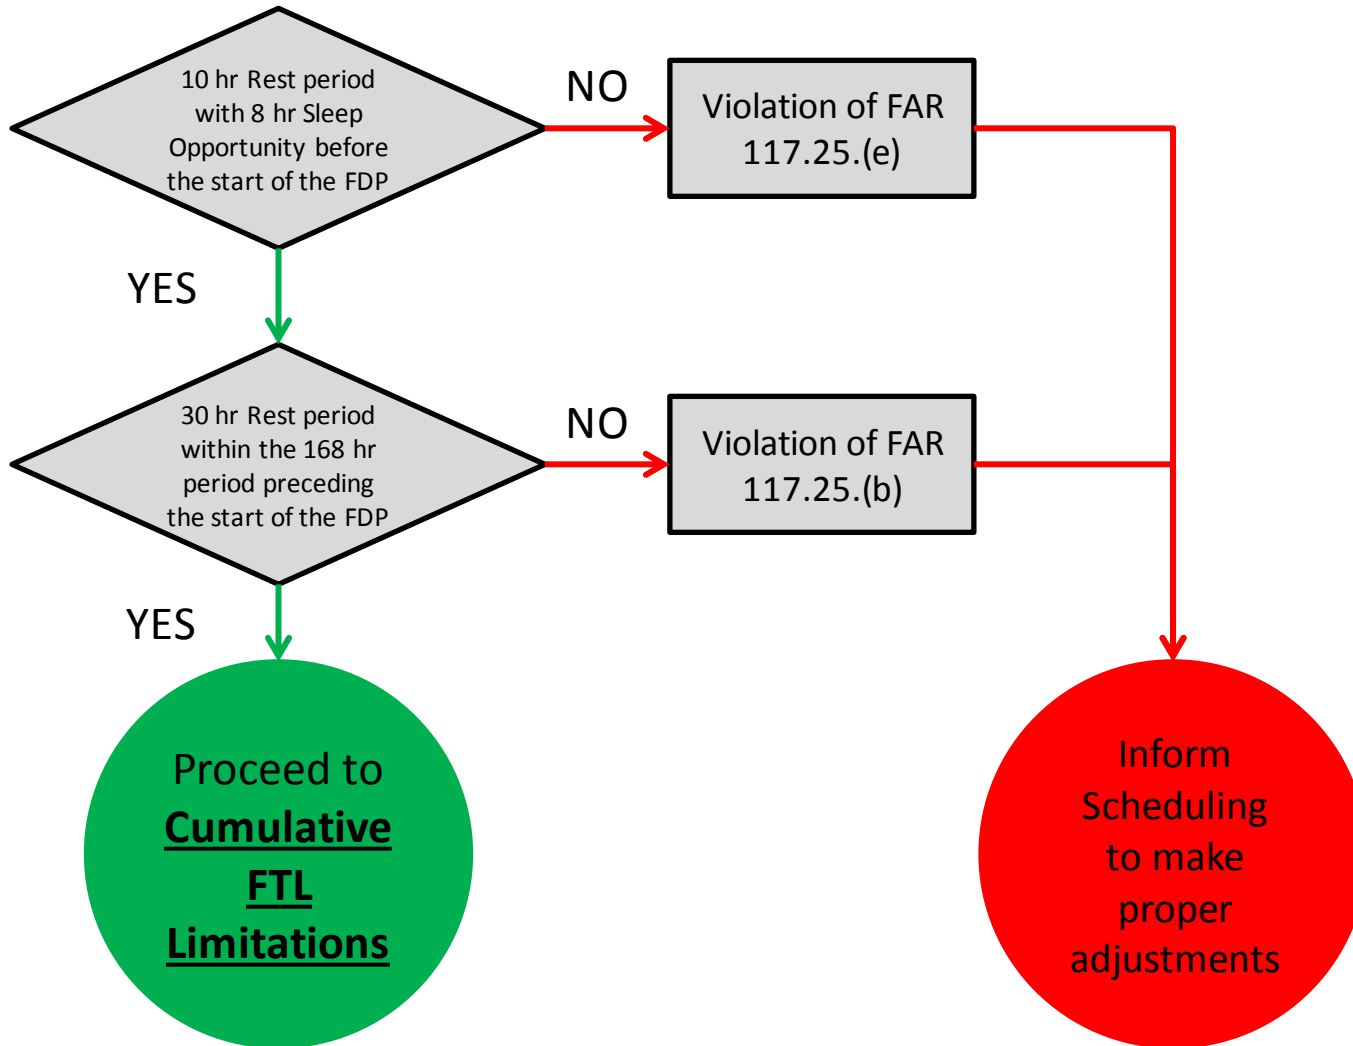 10 hr Rest period
with 8 hr Sleep
Opportunity before
the start of the FDP
NO
Violation of FAR
117.25.(e)
YES
30 hr Rest period
within the 168 hr
period preceding
the start of the FDP
NO
Violation of FAR
117.25.(b)
YES
Proceed to
Cumulative
FTL
Limitations
Inform
Scheduling
to make
proper
adjustments